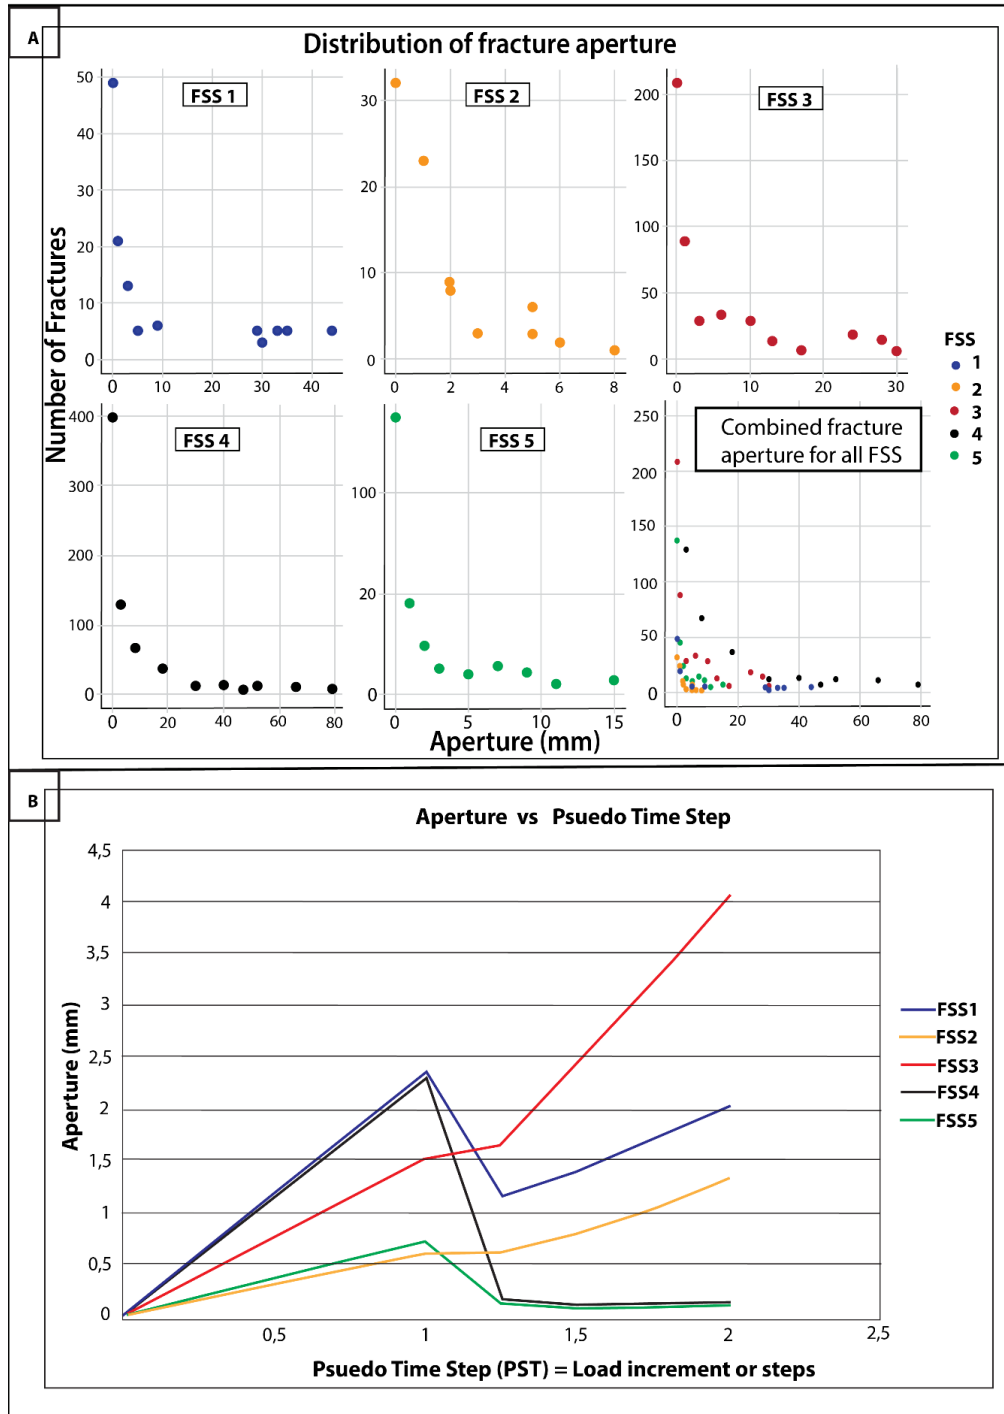 A
Distribution of fracture aperture
Number of Fractures
FSS 1
50
40
30
20
10
0
0 10 20 30 40
FSS 2
30
20
10
0
0 2 4 6 8
FSS 3
200
150
100
50
0
0 10 20 30
FSS
1
2
3
4
5
FSS 4
400
300
200
100
0
0 20 40 60 80
FSS 5
100
20
0
0 5 10 15
Combined fracture
aperture for all FSS
250
200
150
100
50
0
0 20 40 60 80
Aperture (mm)
B
Aperture vs Psuedo Time Step
Aperture (mm)
4,5
4
3,5
3
2,5
2
1,5
1
0,5
0
0,5 1 1,5 2 2,5
FSS1
FSS2
FSS3
FSS4
FSS5
Psuedo Time Step (PST) = Load increment or steps